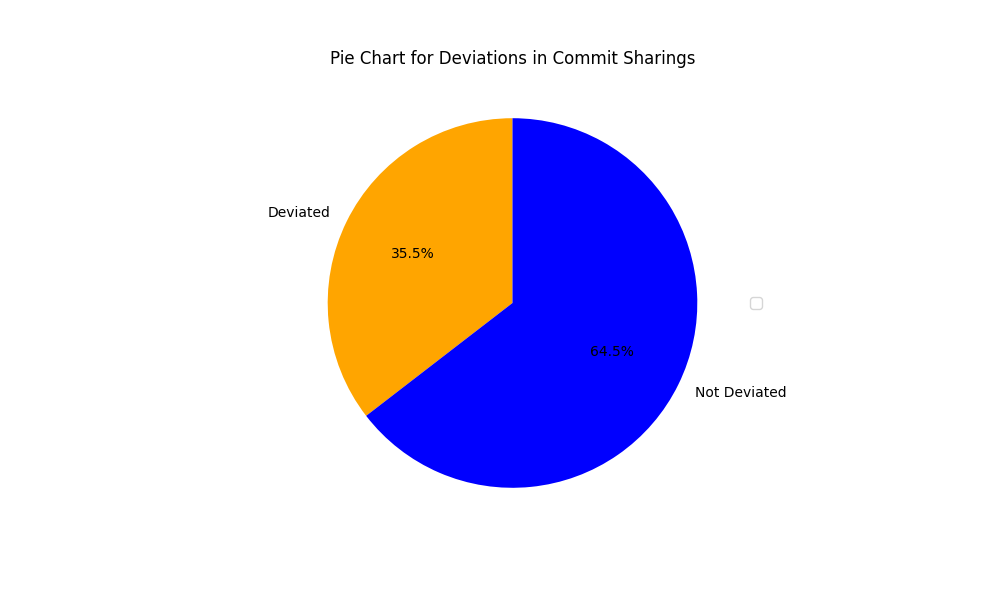 Pie Chart for Deviations in Commit Sharings
Deviated
35.5%
64.5%
Not Deviated